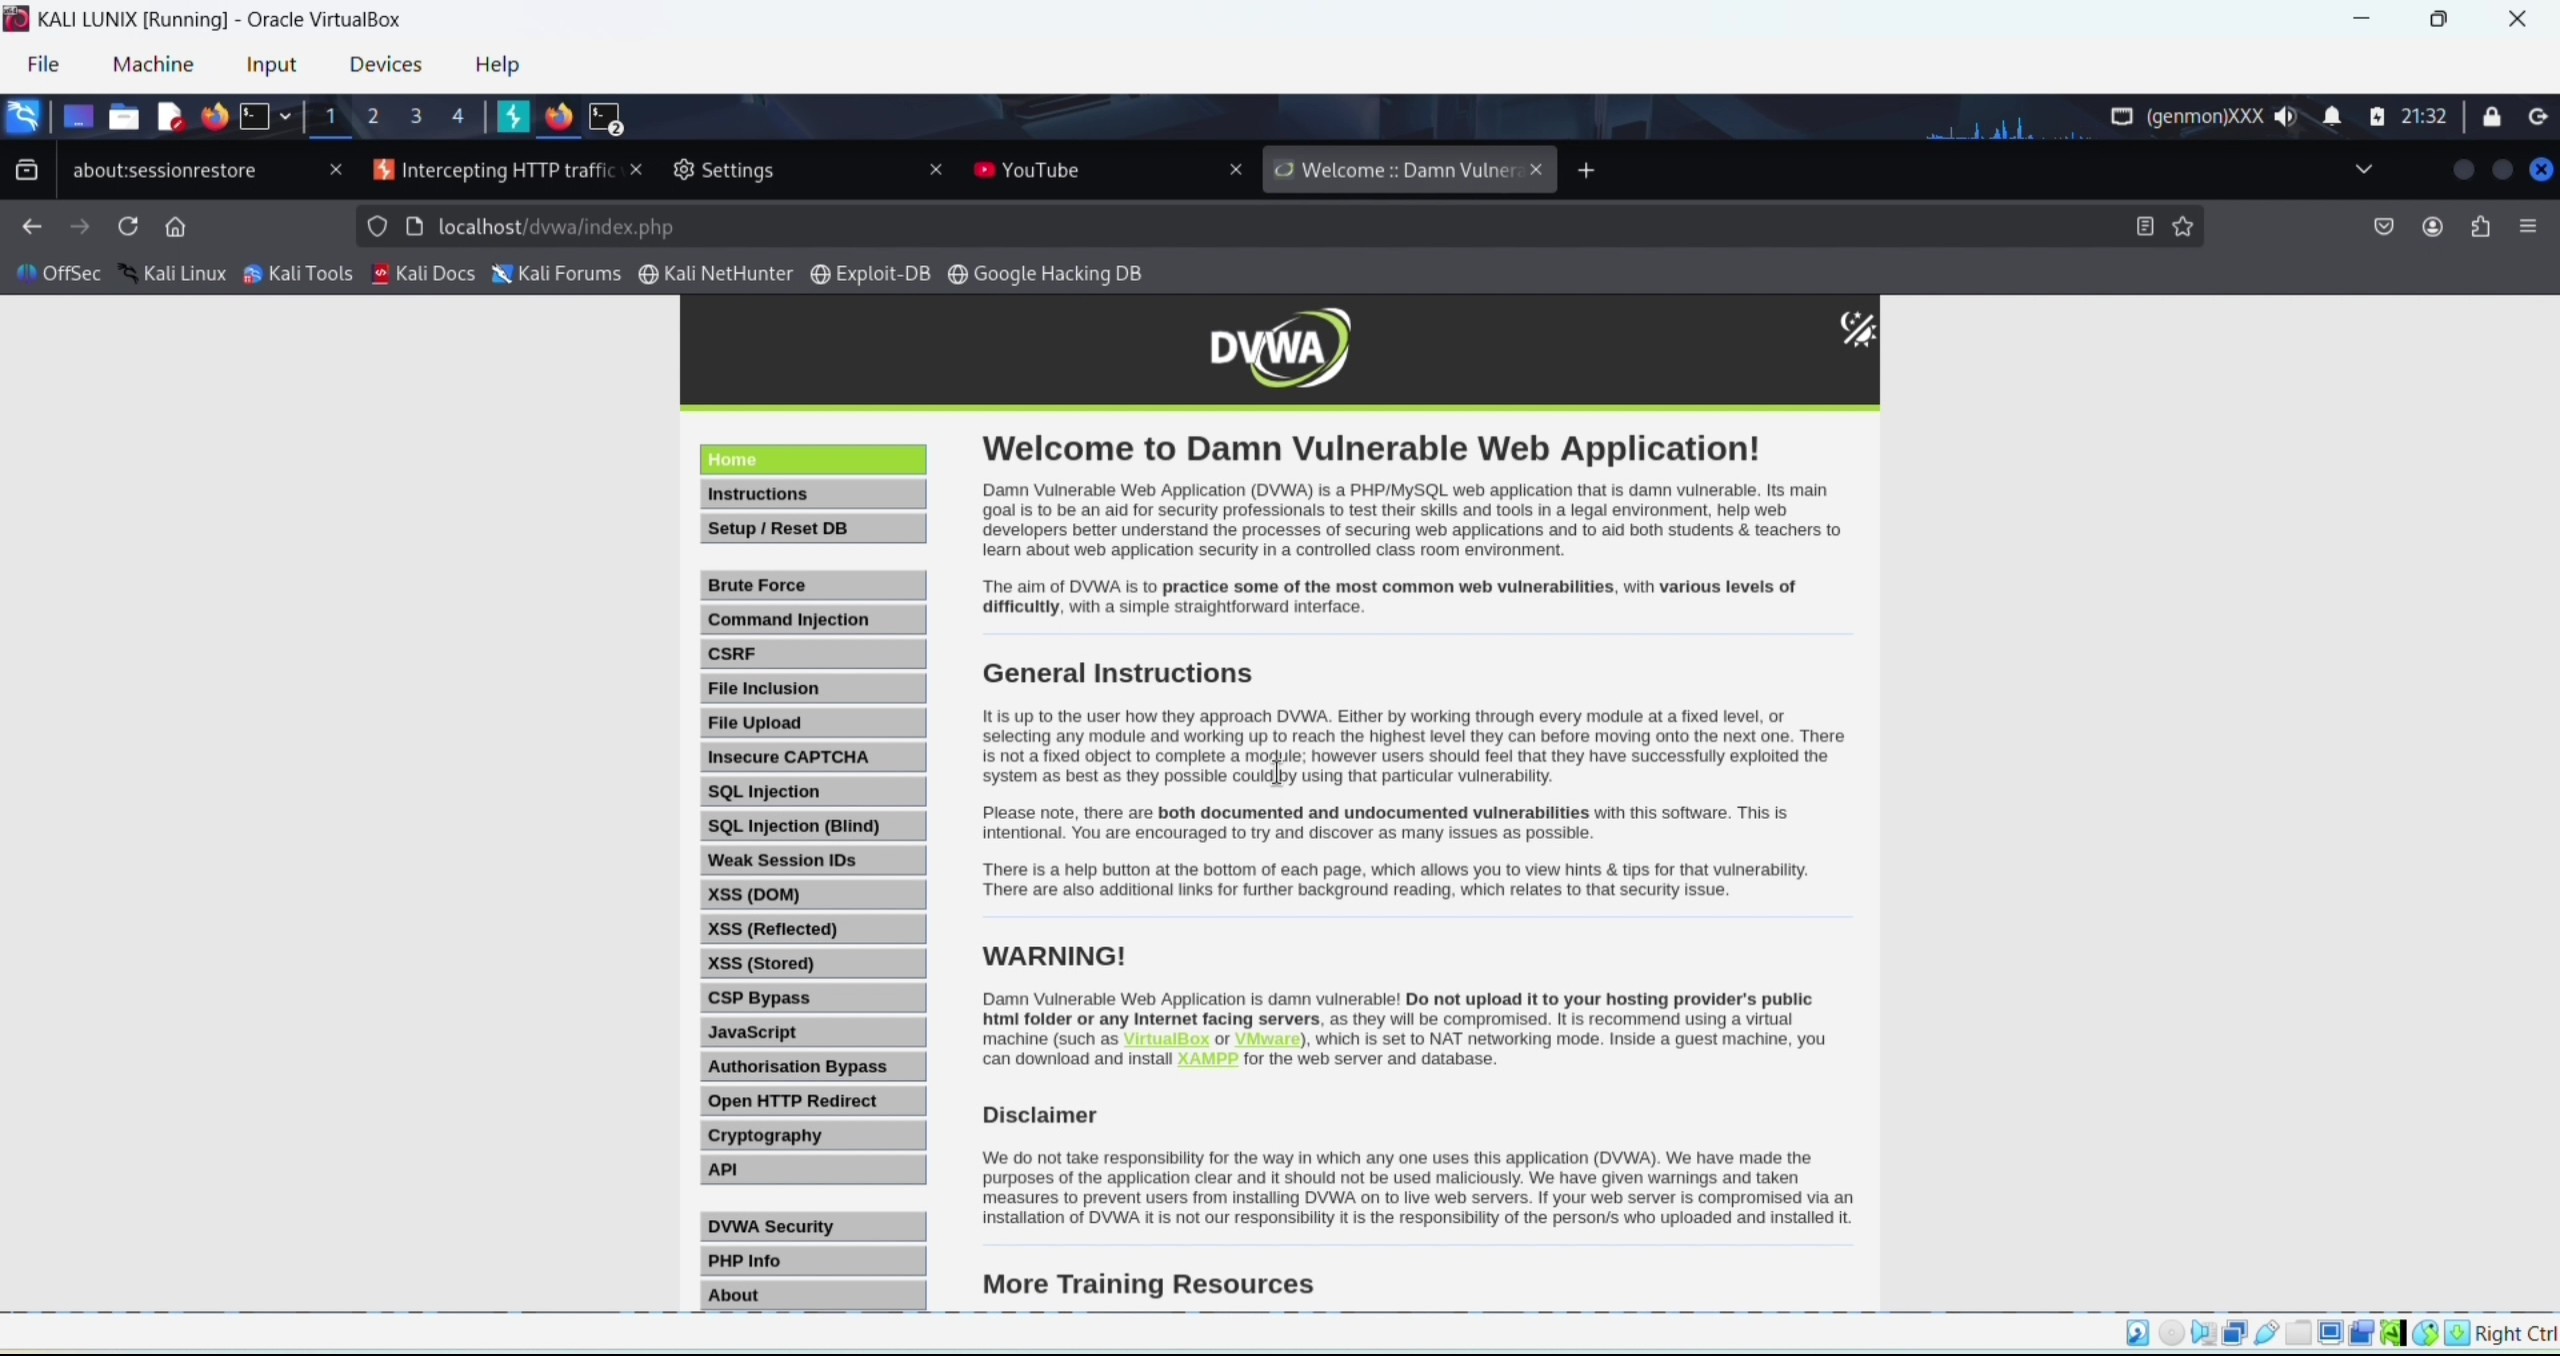 KALI LUNIX [Running] - Oracle VirtualBox
File Machine Input Devices Help
1 2 3 4 2 (genmon)XXX 21:32
about:sessionrestore Intercepting HTTP traffic Settings YouTube Welcome :: Damn Vulnera
localhost/dvwa/index.php
OffSec Kali Linux Kali Tools Kali Docs Kali Forums Kali NetHunter Exploit-DB Google Hacking DB
DVWA
Home
Instructions
Setup / Reset DB
Brute Force
Command Injection
CSRF
File Inclusion
File Upload
Insecure CAPTCHA
SQL Injection
SQL Injection (Blind)
Weak Session IDs
XSS (DOM)
XSS (Reflected)
XSS (Stored)
CSP Bypass
JavaScript
Authorisation Bypass
Open HTTP Redirect
Cryptography
API
DVWA Security
PHP Info
About
Welcome to Damn Vulnerable Web Application!
Damn Vulnerable Web Application (DVWA) is a PHP/MySQL web application that is damn vulnerable. Its main
goal is to be an aid for security professionals to test their skills and tools in a legal environment, help web
developers better understand the processes of securing web applications and to aid both students & teachers to
learn about web application security in a controlled class room environment.
The aim of DVWA is to practice some of the most common web vulnerabilities, with various levels of
difficultly, with a simple straightforward interface.
General Instructions
It is up to the user how they approach DVWA. Either by working through every module at a fixed level, or
selecting any module and working up to reach the highest level they can before moving onto the next one. There
is not a fixed object to complete a module; however users should feel that they have successfully exploited the
system as best as they possible could by using that particular vulnerability.
Please note, there are both documented and undocumented vulnerabilities with this software. This is
intentional. You are encouraged to try and discover as many issues as possible.
There is a help button at the bottom of each page, which allows you to view hints & tips for that vulnerability.
There are also additional links for further background reading, which relates to that security issue.
WARNING!
Damn Vulnerable Web Application is damn vulnerable! Do not upload it to your hosting provider's public
html folder or any Internet facing servers, as they will be compromised. It is recommend using a virtual
machine (such as VirtualBox or VMware), which is set to NAT networking mode. Inside a guest machine, you
can download and install XAMPP for the web server and database.
Disclaimer
We do not take responsibility for the way in which any one uses this application (DVWA). We have made the
purposes of the application clear and it should not be used maliciously. We have given warnings and taken
measures to prevent users from installing DVWA on to live web servers. If your web server is compromised via an
installation of DVWA it is not our responsibility it is the responsibility of the person/s who uploaded and installed it.
More Training Resources
Right Ctrl